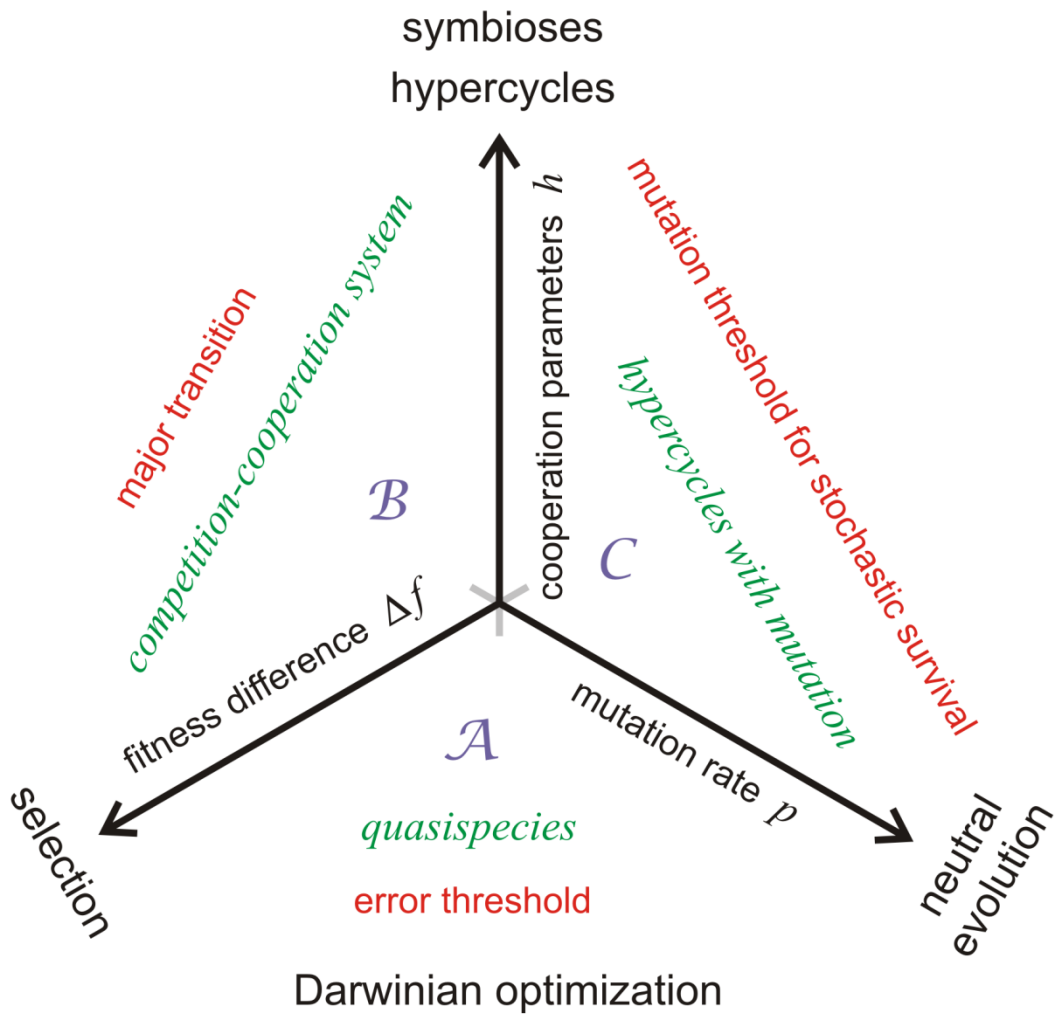 symbioses
hypercycles
cooperation parameters h
mutation threshold for stochastic survival
major transition
competition-cooperation system
hypercycles with mutation
B
C
fitness difference Δf
mutation rate p
A
selection
quasispecies
error threshold
neutral
evolution
Darwinian optimization